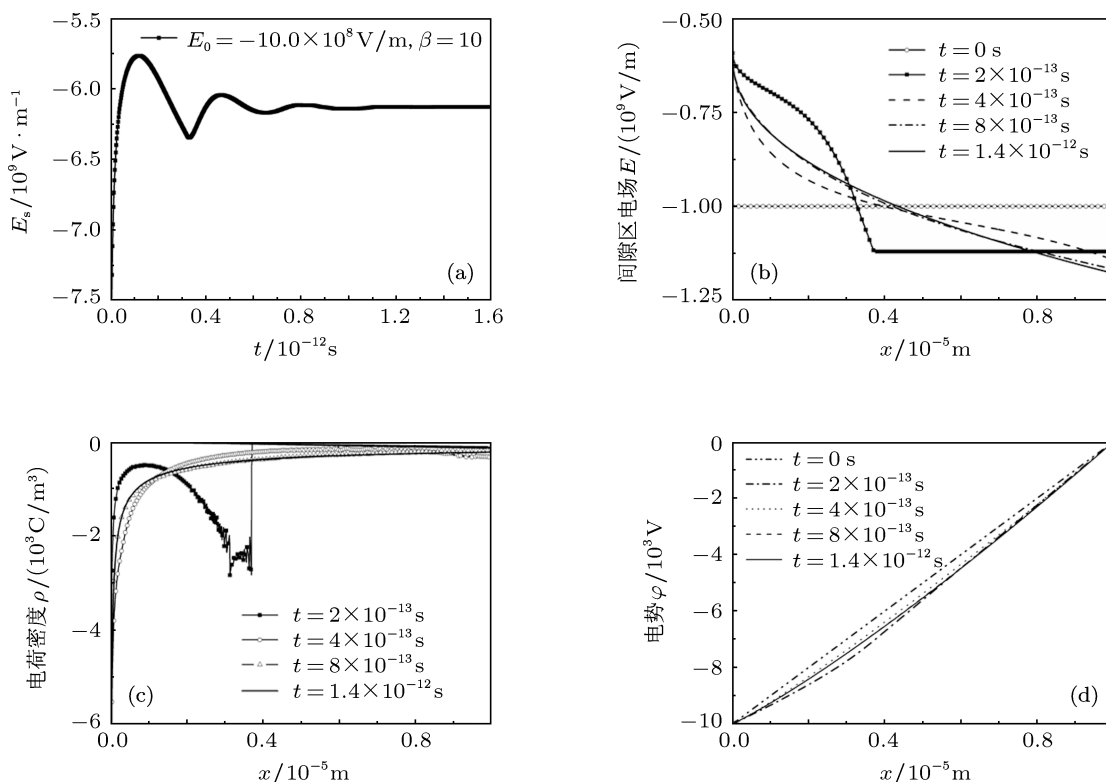 −5.5
−6.0
−6.5
−7.0
−7.5
E_s/10⁹V · m⁻¹
E₀=−10.0×10⁸V/m, β=10
(a)
0.0 0.4 0.8 1.2 1.6
t/10⁻¹²s
−0.50
−0.75
−1.00
−1.25
间隙区电场E/(10⁹V/m)
t=0 s
t=2×10⁻¹³s
t=4×10⁻¹³s
t=8×10⁻¹³s
t=1.4×10⁻¹²s
(b)
0.0 0.4 0.8
x/10⁻⁵m
0
−2
−4
−6
电荷密度ρ/(10³C/m³)
t=2×10⁻¹³s
t=4×10⁻¹³s
t=8×10⁻¹³s
t=1.4×10⁻¹²s
(c)
0.0 0.4 0.8
x/10⁻⁵m
0
−2
−4
−6
−8
−10
电势φ/10³V
t=0 s
t=2×10⁻¹³s
t=4×10⁻¹³s
t=8×10⁻¹³s
t=1.4×10⁻¹²s
(d)
0.0 0.4 0.8
x/10⁻⁵m